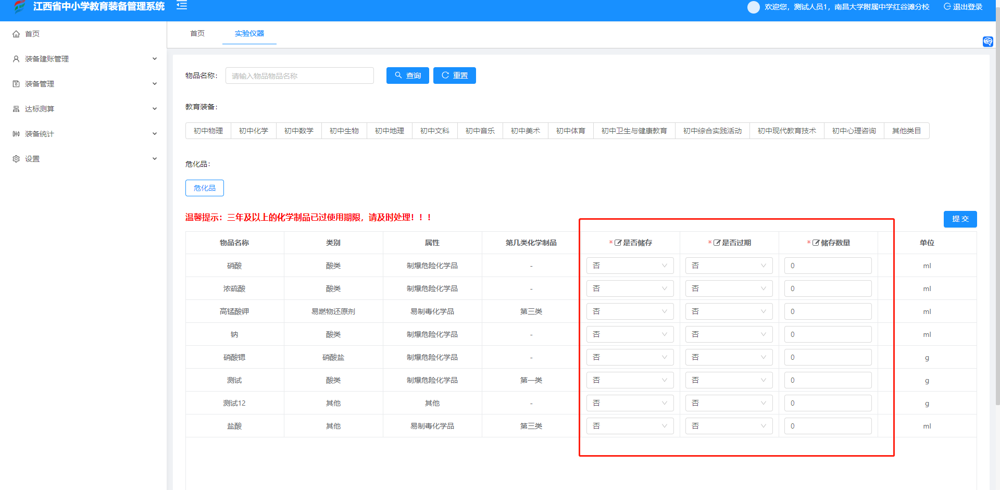 江西省中小学教育装备管理系统
欢迎您，测试人员1，南昌大学附属中学红谷滩分校 退出登录
首页
装备建账管理
装备管理
达标测算
装备统计
设置
首页 实验仪器
物品名称： 请输入物品物品名称 查询 重置
教育装备：
初中物理 初中化学 初中数学 初中生物 初中地理 初中文科 初中音乐 初中美术 初中体育 初中卫生与健康教育 初中综合实践活动 初中现代教育技术 初中心理咨询 其他类目
危化品：
危化品
温馨提示：三年及以上的化学制品已过使用期限，请及时处理！！！ 提 交
物品名称 类别 属性 第几类化学制品 *是否储存 *是否过期 *储存数量 单位
硝酸 酸类 制爆危险化学品 - 否 否 0 ml
浓硫酸 酸类 制爆危险化学品 - 否 否 0 ml
高锰酸钾 易燃物还原剂 易制毒化学品 第三类 否 否 0 ml
钠 酸类 制爆危险化学品 - 否 否 0 ml
硝酸锶 硝酸盐 制爆危险化学品 - 否 否 0 g
测试 酸类 制爆危险化学品 第一类 否 否 0 g
测试12 其他 其他 - 否 否 0 g
盐酸 其他 易制毒化学品 第三类 否 否 0 ml